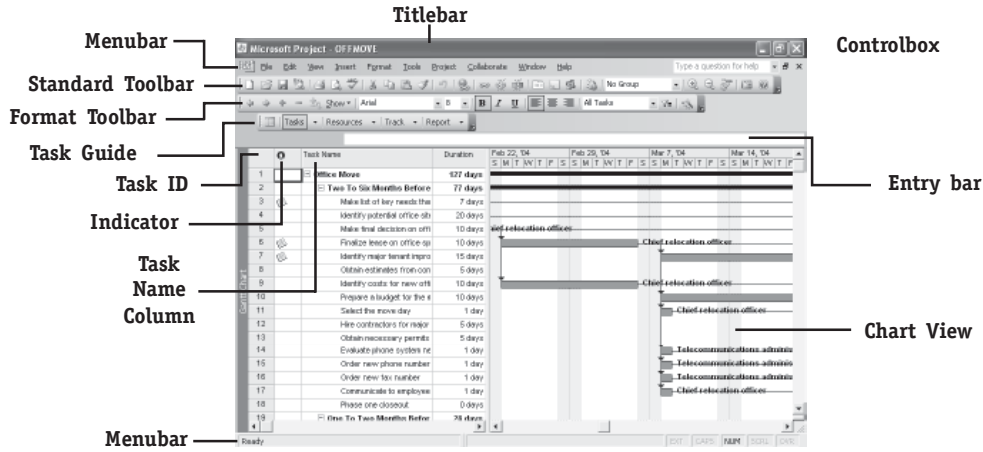 Titlebar
Menubar
Controlbox
Microsoft Project - OFFMOVE
File Edit View Insert Format Tools Project Collaborate Window Help
Type a question for help
Standard Toolbar
No Group
Format Toolbar
Show Arial 8 B I U All Tasks
Tasks Resources Track Report
Task Guide
Task ID
Indicator
Task Name Column
Entry bar
Chart View
Task Name Duration Feb 22, '04 Feb 29, '04 Mar 7, '04 Mar 14, '04
S M T W T F S S M T W T F S S M T W T F S S M T W T F
1 Office Move 127 days
2 Two To Six Months Before 77 days
3 Make list of key needs tha 7 days
4 Identify potential office sit 20 days
5 Make final decision on offi 10 days ief relocation officer
6 Finalize lease on office sp 10 days Chief relocation officer
7 Identify major tenant impro 15 days
8 Obtain estimates from con 5 days
9 Identify costs for new offi 10 days Chief relocation officer
10 Prepare a budget for the 10 days
11 Select the move day 1 day Chief relocation officer
12 Hire contractors for major 5 days
13 Obtain necessary permits 5 days
14 Evaluate phone system ne 1 day Telecommunications adminis
15 Order new phone number 1 day Telecommunications adminis
16 Order new fax number 1 day Telecommunications adminis
17 Communicate to employee 1 day Chief relocation officer
18 Phase one closeout 0 days
19 One To Two Months Befor 28 days
Gantt Chart
Menubar
Ready
EXT CAPS NUM SCRL OVR